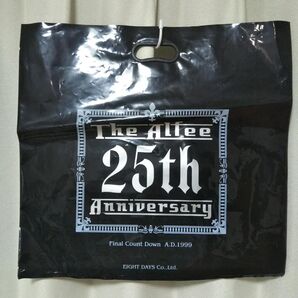 The Alfee
25th
Anniversary
Final Count Down A.D.1999
EIGHT DAYS Co.,Ltd.